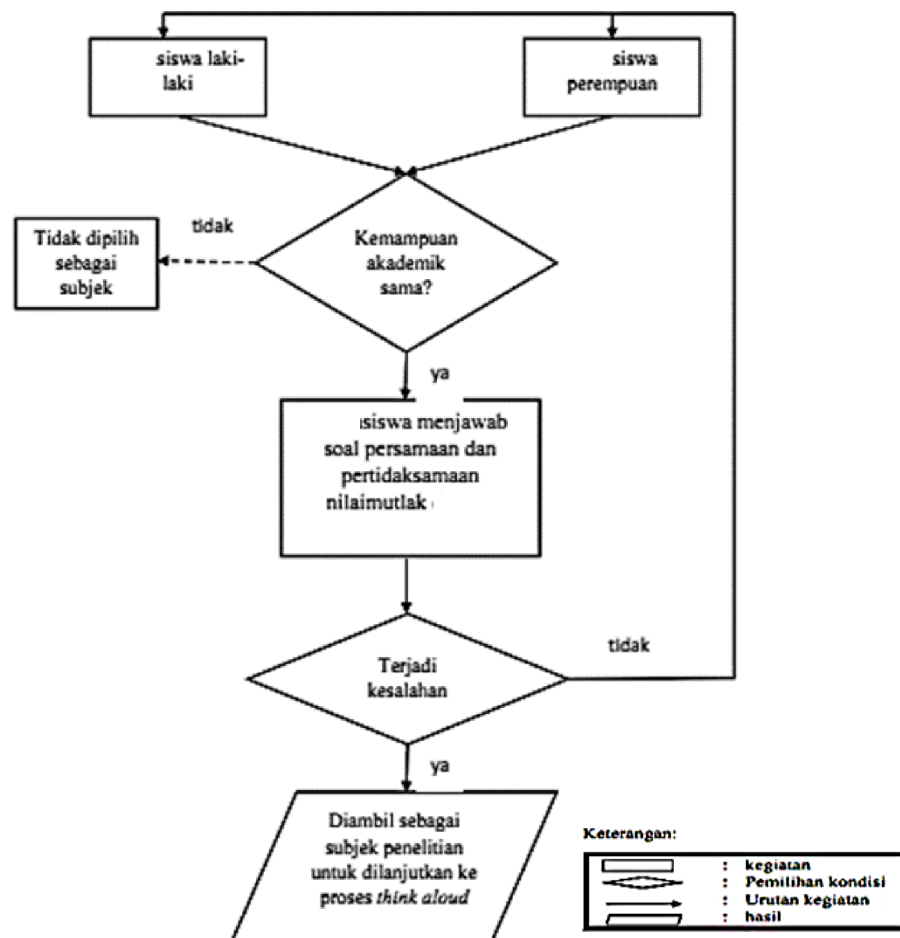 siswa laki-
laki
siswa
perempuan
tidak
Tidak dipilih
sebagai
subjek
Kemampuan
akademik
sama?
ya
siswa menjawab
soal persamaan dan
pertidaksamaan
nilaimutlak
Terjadi
kesalahan
tidak
ya
Diambil sebagai
subjek penelitian
untuk dilanjutkan ke
proses think aloud
Keterangan:
: kegiatan
: Pemilihan kondisi
: Urutan kegiatan
: hasil